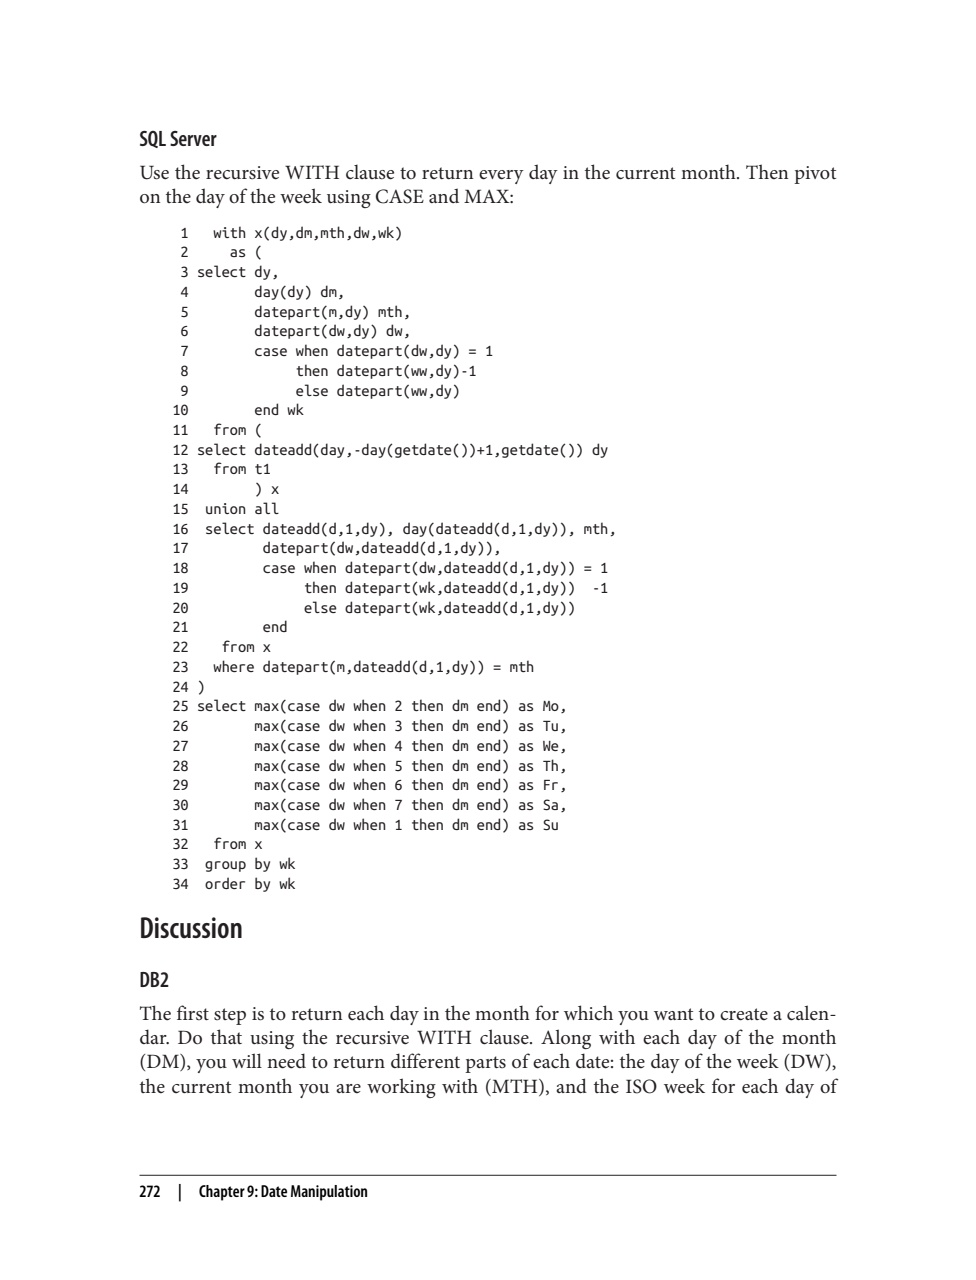 SQL Server
Use the recursive WITH clause to return every day in the current month. Then pivot
on the day of the week using CASE and MAX:
1   with x(dy,dm,mth,dw,wk)
2     as (
3 select dy,
4        day(dy) dm,
5        datepart(m,dy) mth,
6        datepart(dw,dy) dw,
7        case when datepart(dw,dy) = 1
8             then datepart(ww,dy)-1
9             else datepart(ww,dy)
10        end wk
11   from (
12 select dateadd(day,-day(getdate())+1,getdate()) dy
13   from t1
14        ) x
15  union all
16  select dateadd(d,1,dy), day(dateadd(d,1,dy)), mth,
17         datepart(dw,dateadd(d,1,dy)),
18         case when datepart(dw,dateadd(d,1,dy)) = 1
19              then datepart(wk,dateadd(d,1,dy))  -1
20              else datepart(wk,dateadd(d,1,dy))
21         end
22    from x
23   where datepart(m,dateadd(d,1,dy)) = mth
24 )
25 select max(case dw when 2 then dm end) as Mo,
26        max(case dw when 3 then dm end) as Tu,
27        max(case dw when 4 then dm end) as We,
28        max(case dw when 5 then dm end) as Th,
29        max(case dw when 6 then dm end) as Fr,
30        max(case dw when 7 then dm end) as Sa,
31        max(case dw when 1 then dm end) as Su
32   from x
33  group by wk
34  order by wk
Discussion
DB2
The first step is to return each day in the month for which you want to create a calen-
dar. Do that using the recursive WITH clause. Along with each day of the month
(DM), you will need to return different parts of each date: the day of the week (DW),
the current month you are working with (MTH), and the ISO week for each day of
272 | Chapter 9: Date Manipulation